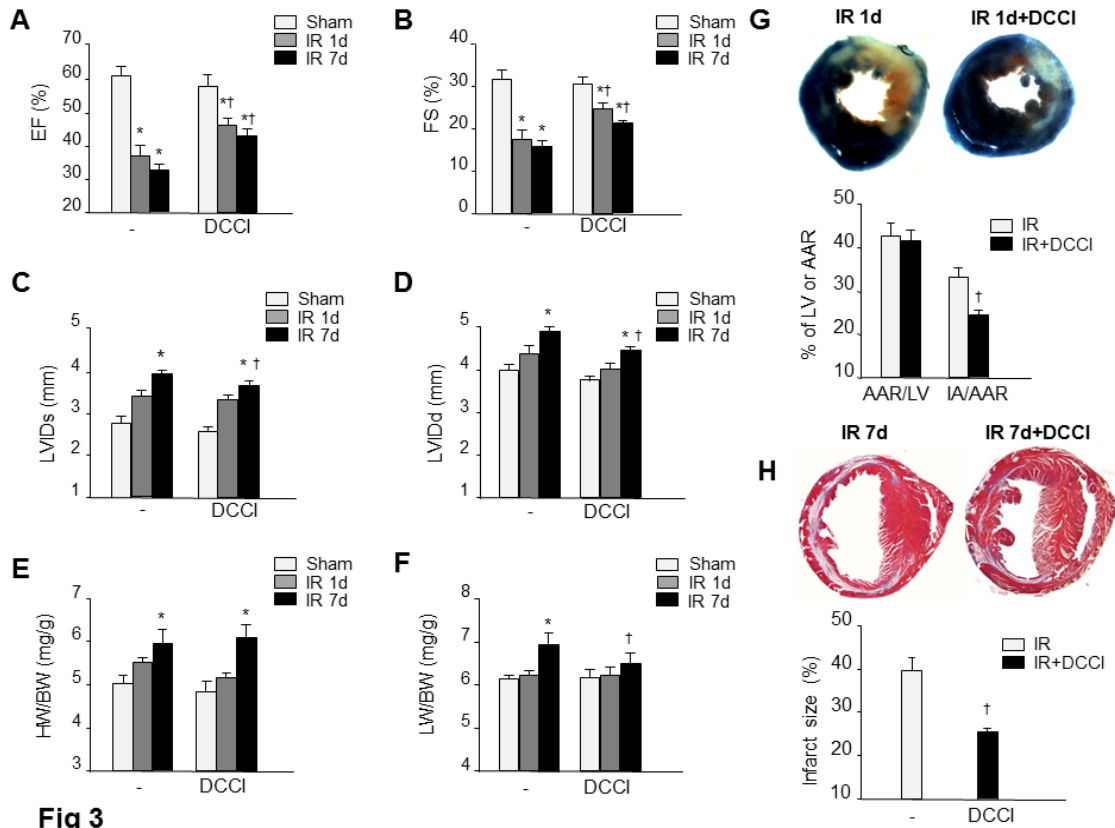 A
Sham
IR 1d
IR 7d
EF (%)
70
60
50
40
30
20
*
*
*†
*†
-
DCCI
B
Sham
IR 1d
IR 7d
FS (%)
40
30
20
10
0
*
*
*†
*†
-
DCCI
C
Sham
IR 1d
IR 7d
LVIDs (mm)
5
4
3
2
1
*
* †
-
DCCI
D
Sham
IR 1d
IR 7d
LVIDd (mm)
5
4
3
2
1
*
* †
-
DCCI
E
Sham
IR 1d
IR 7d
HW/BW (mg/g)
7
6
5
4
3
*
*
-
DCCI
F
Sham
IR 1d
IR 7d
LW/BW (mg/g)
8
7
6
5
4
*
†
-
DCCI
G
IR 1d
IR 1d+DCCI
IR
IR+DCCI
% of LV or AAR
50
40
30
20
10
†
AAR/LV
IA/AAR
H
IR 7d
IR 7d+DCCI
IR
IR+DCCI
Infarct size (%)
40
30
20
10
†
-
DCCI
Fig 3